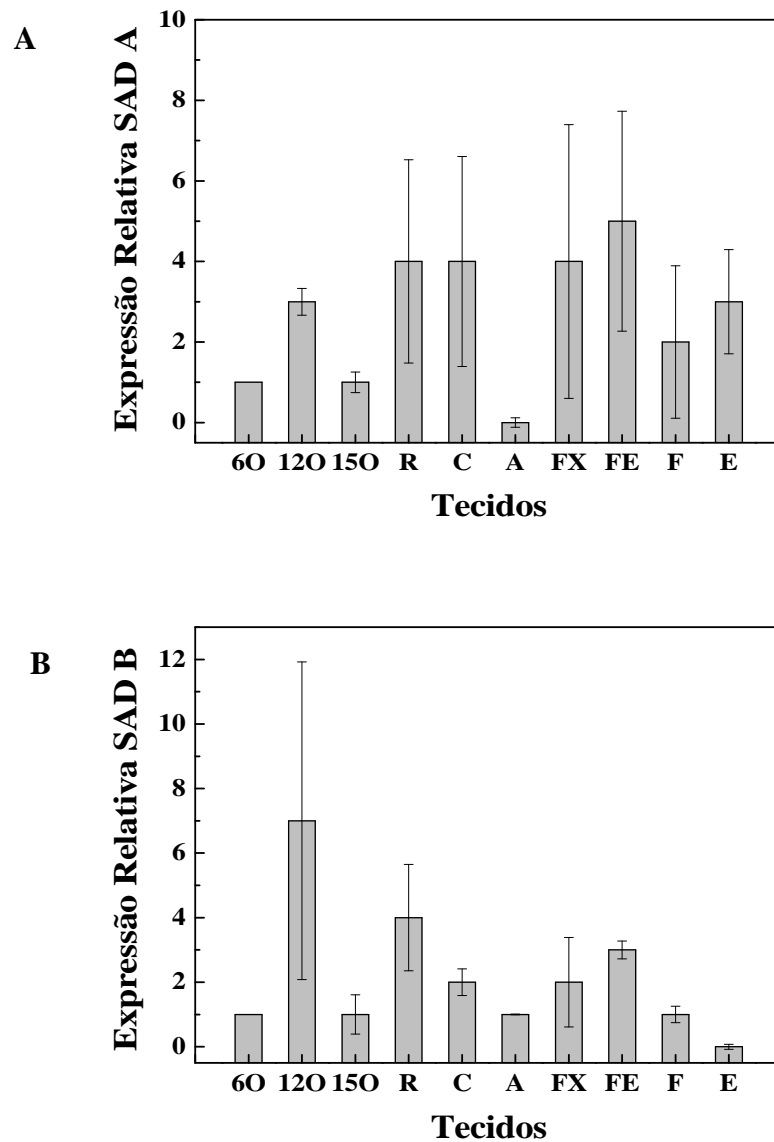 A
Expressão Relativa SAD A
10
8
6
4
2
0
6O 12O 15O R C A FX FE F E
Tecidos
B
Expressão Relativa SAD B
12
10
8
6
4
2
0
6O 12O 15O R C A FX FE F E
Tecidos